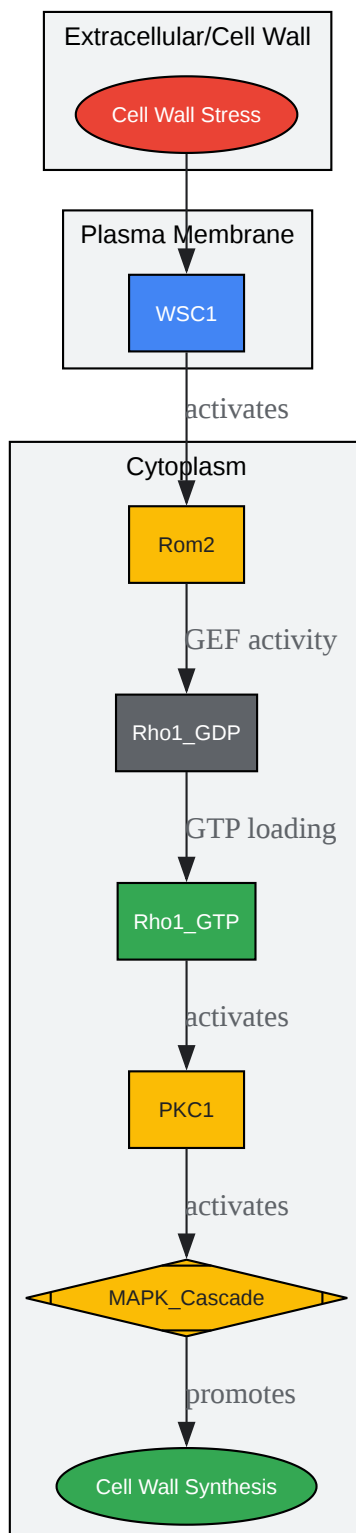 Extracellular/Cell Wall
Cell Wall Stress
Plasma Membrane
WSC1
activates
Cytoplasm
Rom2
GEF activity
Rho1_GDP
GTP loading
Rho1_GTP
activates
PKC1
activates
MAPK_Cascade
promotes
Cell Wall Synthesis